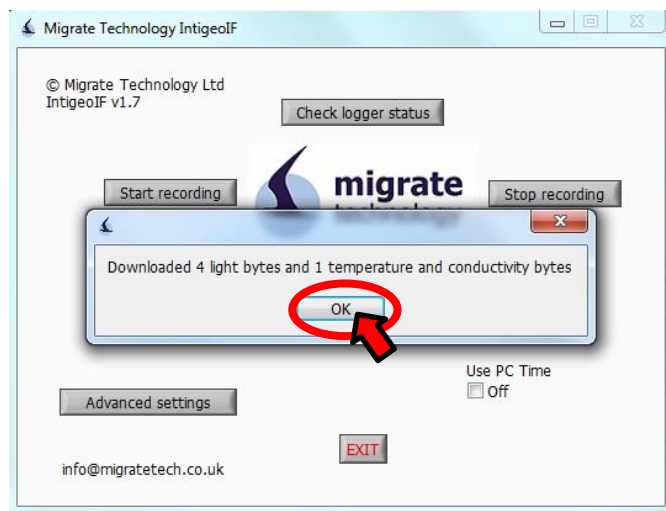 Migrate Technology IntigeoIF
© Migrate Technology Ltd
IntigeoIF v1.7
Check logger status
migrate
Start recording
Stop recording
Downloaded 4 light bytes and 1 temperature and conductivity bytes
OK
Use PC Time
Off
Advanced settings
EXIT
info@migratetech.co.uk